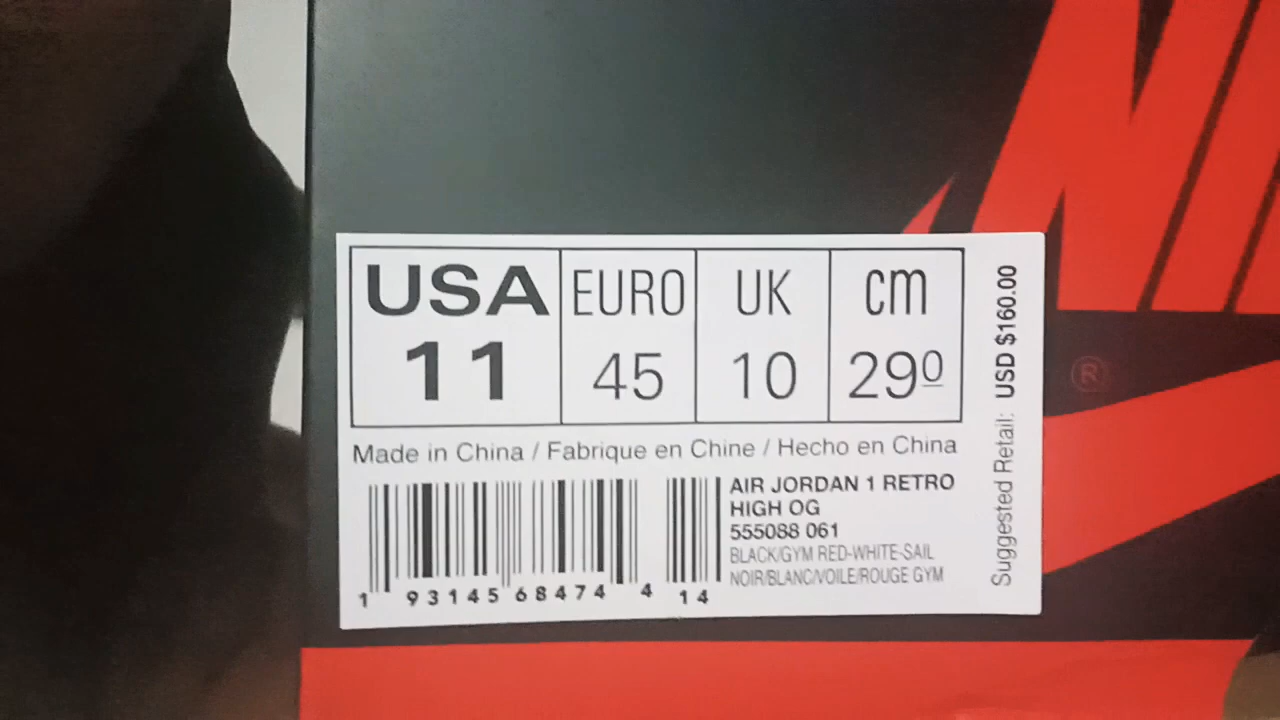 USA EURO UK cm
11 45 10 290
Made in China / Fabrique en Chine / Hecho en China
AIR JORDAN 1 RETRO
HIGH OG
555088 061
BLACK/GYM RED-WHITE-SAIL
NOIR/BLANC/VOILE/ROUGE GYM
1 93145 68474 4 14
Suggested Retail: USD $160.00
®